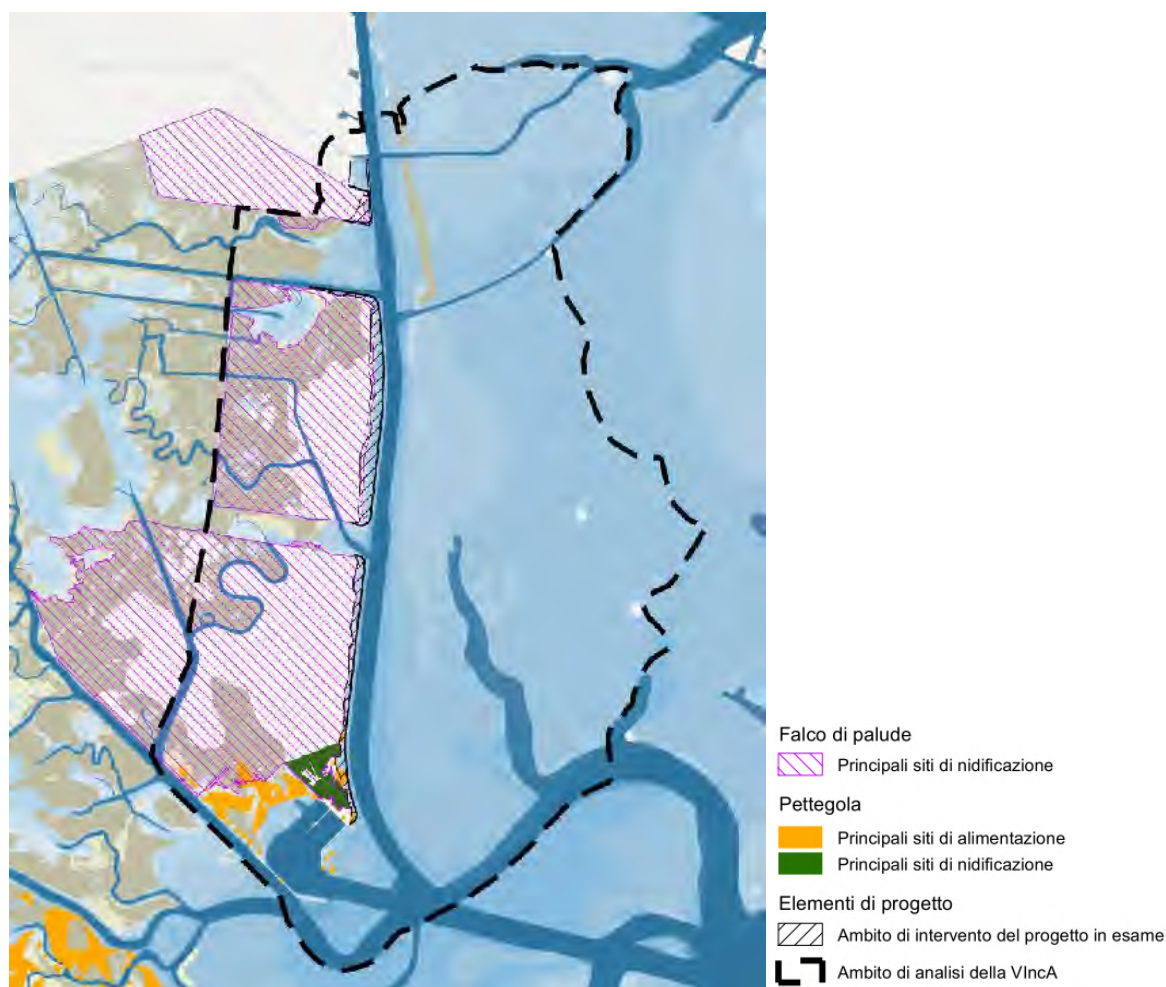 Falco di palude
Principali siti di nidificazione
Pettegola
Principali siti di alimentazione
Principali siti di nidificazione
Elementi di progetto
Ambito di intervento del progetto in esame
Ambito di analisi della VIncA